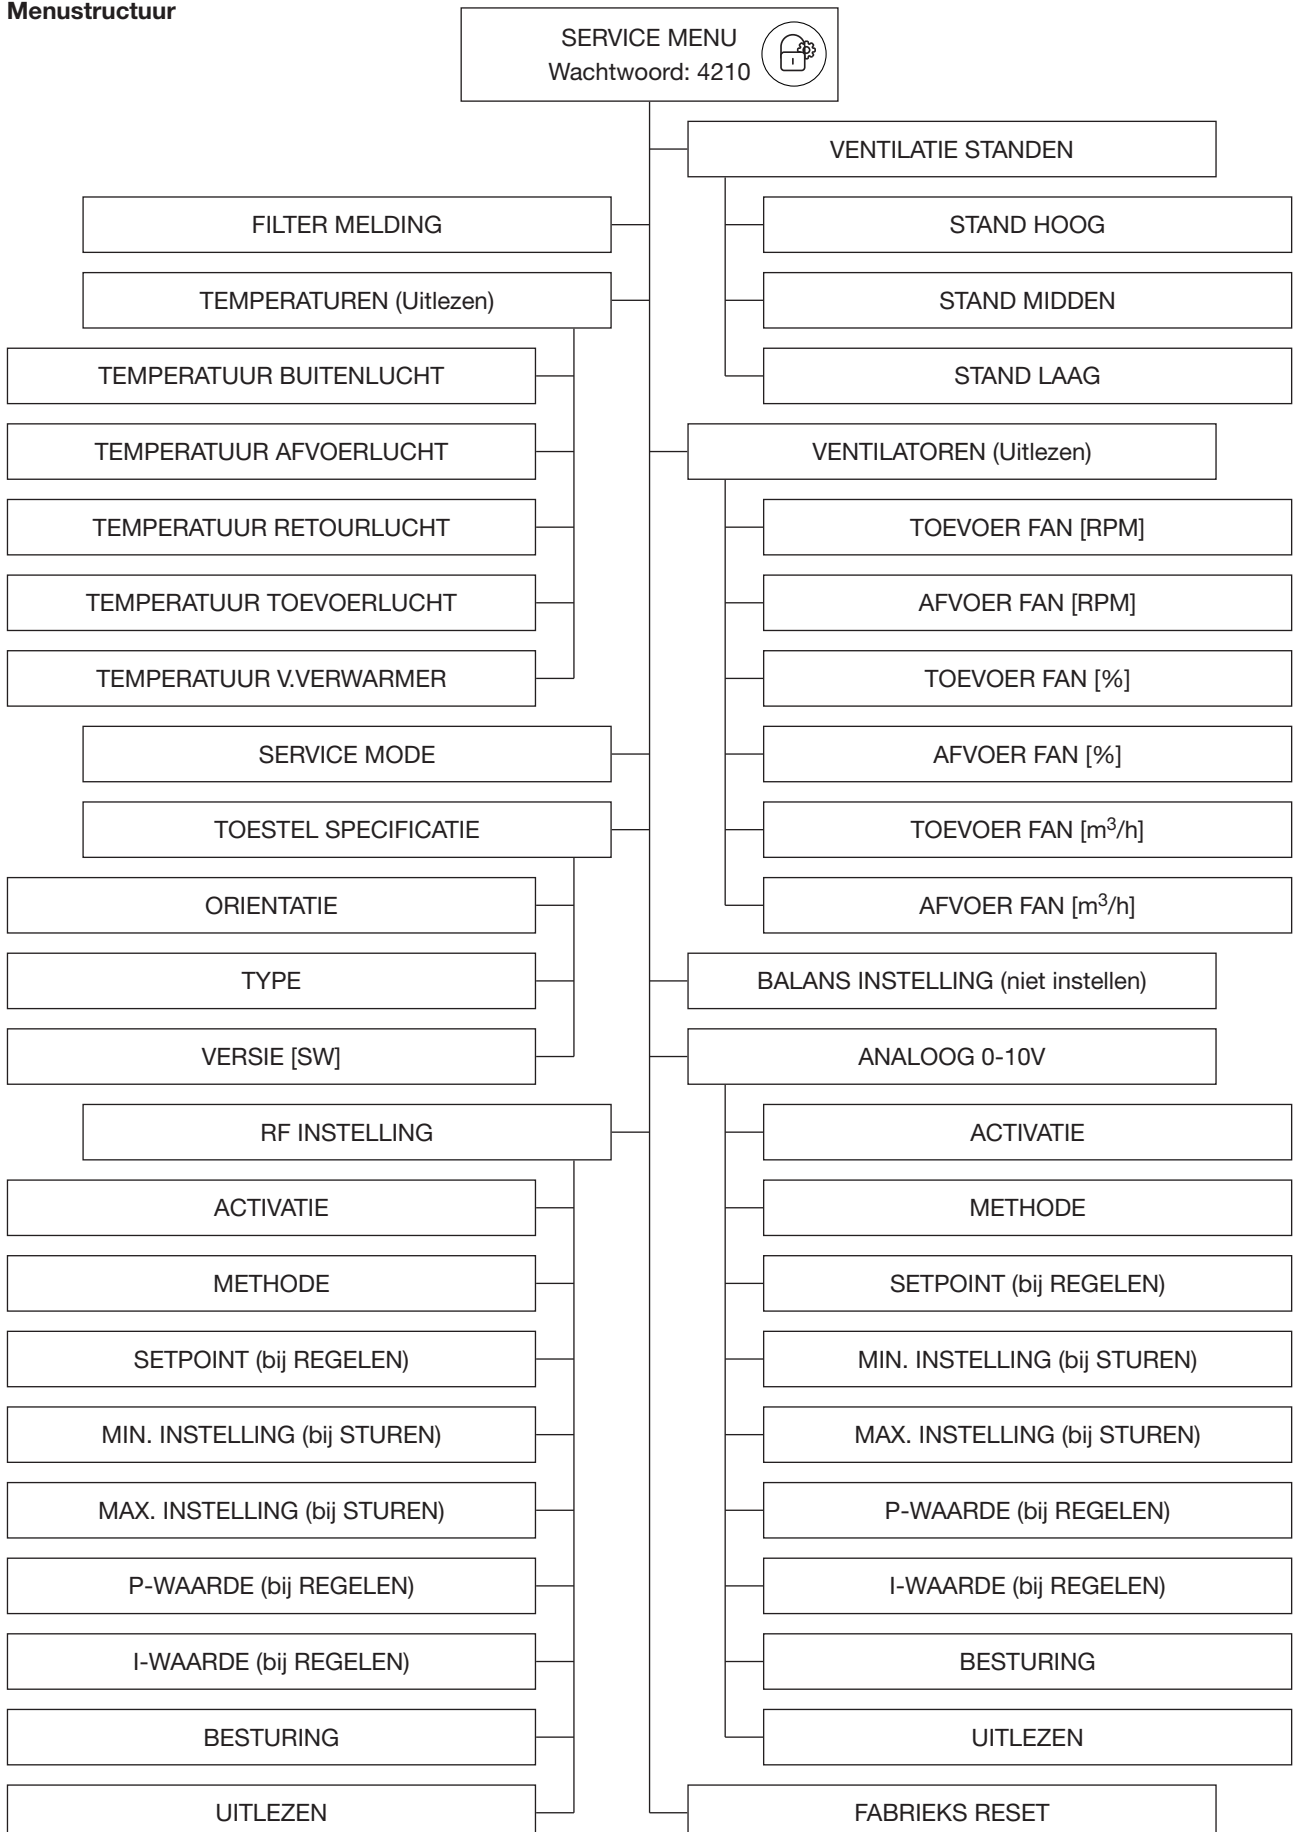 Menustructuur
SERVICE MENU
Wachtwoord: 4210
VENTILATIE STANDEN
FILTER MELDING
STAND HOOG
TEMPERATUREN (Uitlezen)
STAND MIDDEN
TEMPERATUUR BUITENLUCHT
STAND LAAG
TEMPERATUUR AFVOERLUCHT
VENTILATOREN (Uitlezen)
TEMPERATUUR RETOURLUCHT
TOEVOER FAN [RPM]
TEMPERATUUR TOEVOERLUCHT
AFVOER FAN [RPM]
TEMPERATUUR V.VERWARMER
TOEVOER FAN [%]
SERVICE MODE
AFVOER FAN [%]
TOESTEL SPECIFICATIE
TOEVOER FAN [m³/h]
ORIENTATIE
AFVOER FAN [m³/h]
TYPE
BALANS INSTELLING (niet instellen)
VERSIE [SW]
ANALOOG 0-10V
RF INSTELLING
ACTIVATIE
ACTIVATIE
METHODE
METHODE
SETPOINT (bij REGELEN)
SETPOINT (bij REGELEN)
MIN. INSTELLING (bij STUREN)
MIN. INSTELLING (bij STUREN)
MAX. INSTELLING (bij STUREN)
MAX. INSTELLING (bij STUREN)
P-WAARDE (bij REGELEN)
P-WAARDE (bij REGELEN)
I-WAARDE (bij REGELEN)
I-WAARDE (bij REGELEN)
BESTURING
BESTURING
UITLEZEN
UITLEZEN
FABRIEKS RESET